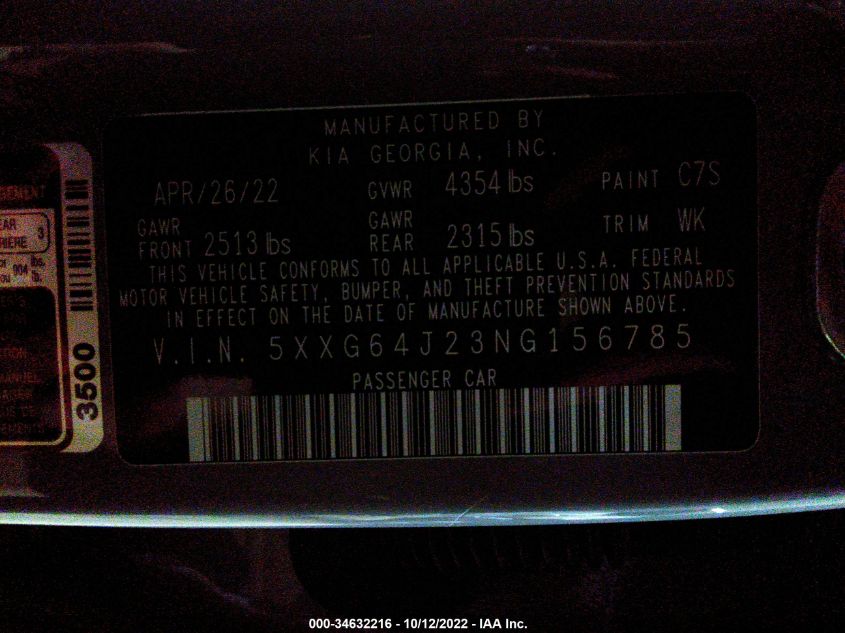 MANUFACTURED BY
KIA GEORGIA, INC.
APR/26/22 GVWR 4354 lbs PAINT C7S
GAWR FRONT 2513 lbs GAWR REAR 2315 lbs TRIM WK
THIS VEHICLE CONFORMS TO ALL APPLICABLE U.S.A. FEDERAL
MOTOR VEHICLE SAFETY, BUMPER, AND THEFT PREVENTION STANDARDS
IN EFFECT ON THE DATE OF MANUFACTURE SHOWN ABOVE.
V.I.N. 5XXG64J23NG156785
PASSENGER CAR
3500
000-34632216 - 10/12/2022 - IAA Inc.